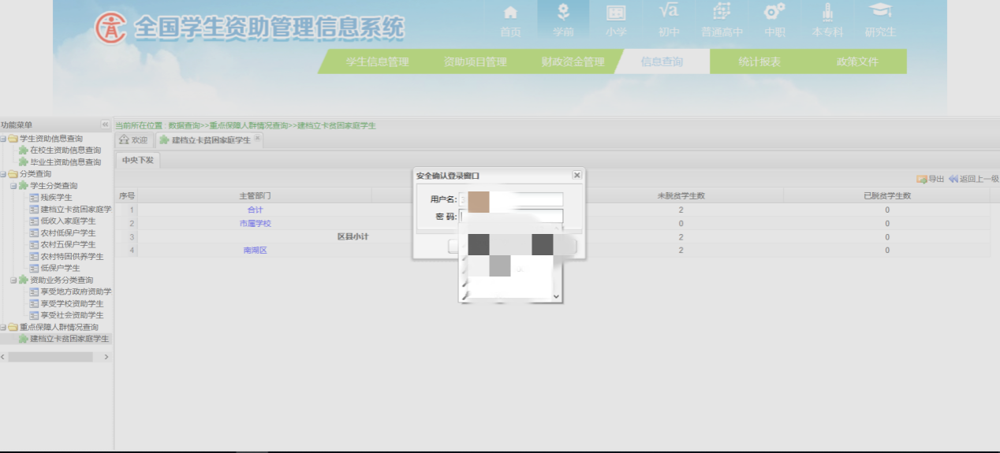 全国学生资助管理信息系统
首页 学前 小学 初中 普通高中 中职 本专科 研究生
学生信息管理 资助项目管理 财政资金管理 信息查询 统计报表 政策文件
功能菜单
当前所在位置：数据查询>>重点保障人群情况查询>>建档立卡贫困家庭学生
学生资助信息查询
在校生资助信息查询
毕业生资助信息查询
分类查询
学生分类查询
残疾学生
建档立卡贫困家庭学
低收入家庭学生
农村低保户学生
农村五保户学生
农村特困供养学生
低保户学生
资助业务分类查询
享受地方政府资助学
享受学校资助学生
享受社会资助学生
重点保障人群情况查询
建档立卡贫困家庭学生
欢迎 建档立卡贫困家庭学生
中央下发
导出 返回上一级
序号 主管部门 未脱贫学生数 已脱贫学生数
1 合计 2 0
2 市属学校 0 0
3 区县小计 2 0
4 南湖区 2 0
安全确认登录窗口
用户名:
密 码: